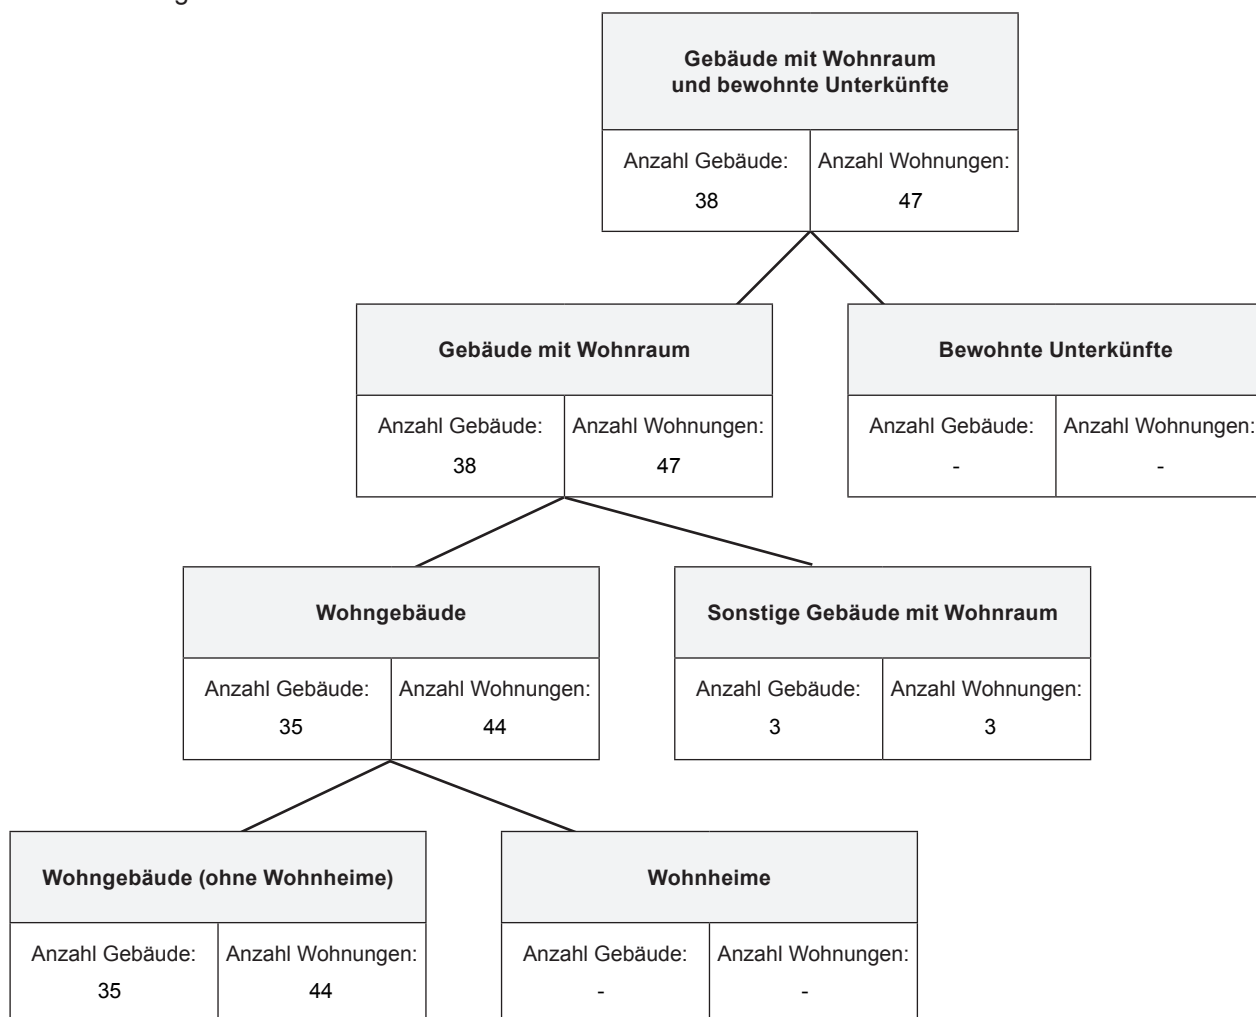 Gebäude mit Wohnraum
und bewohnte Unterkünfte
Anzahl Gebäude: Anzahl Wohnungen:
38 47
Gebäude mit Wohnraum
Anzahl Gebäude: Anzahl Wohnungen:
38 47
Bewohnte Unterkünfte
Anzahl Gebäude: Anzahl Wohnungen:
- -
Wohngebäude
Anzahl Gebäude: Anzahl Wohnungen:
35 44
Sonstige Gebäude mit Wohnraum
Anzahl Gebäude: Anzahl Wohnungen:
3 3
Wohngebäude (ohne Wohnheime)
Anzahl Gebäude: Anzahl Wohnungen:
35 44
Wohnheime
Anzahl Gebäude: Anzahl Wohnungen:
- -